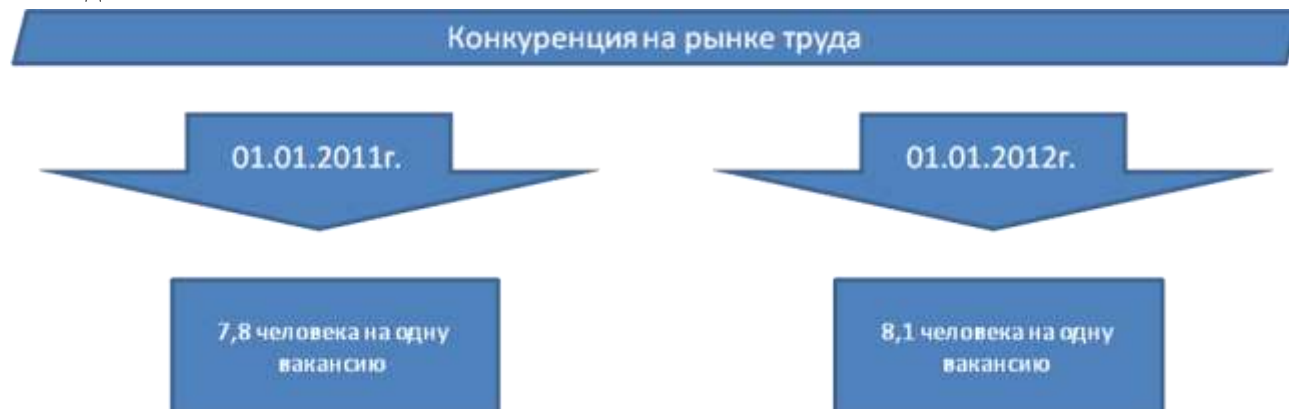 Конкуренция на рынке труда
01.01.2011г.
01.01.2012г.
7,8 человека на одну
вакансию
8,1 человека на одну
вакансию